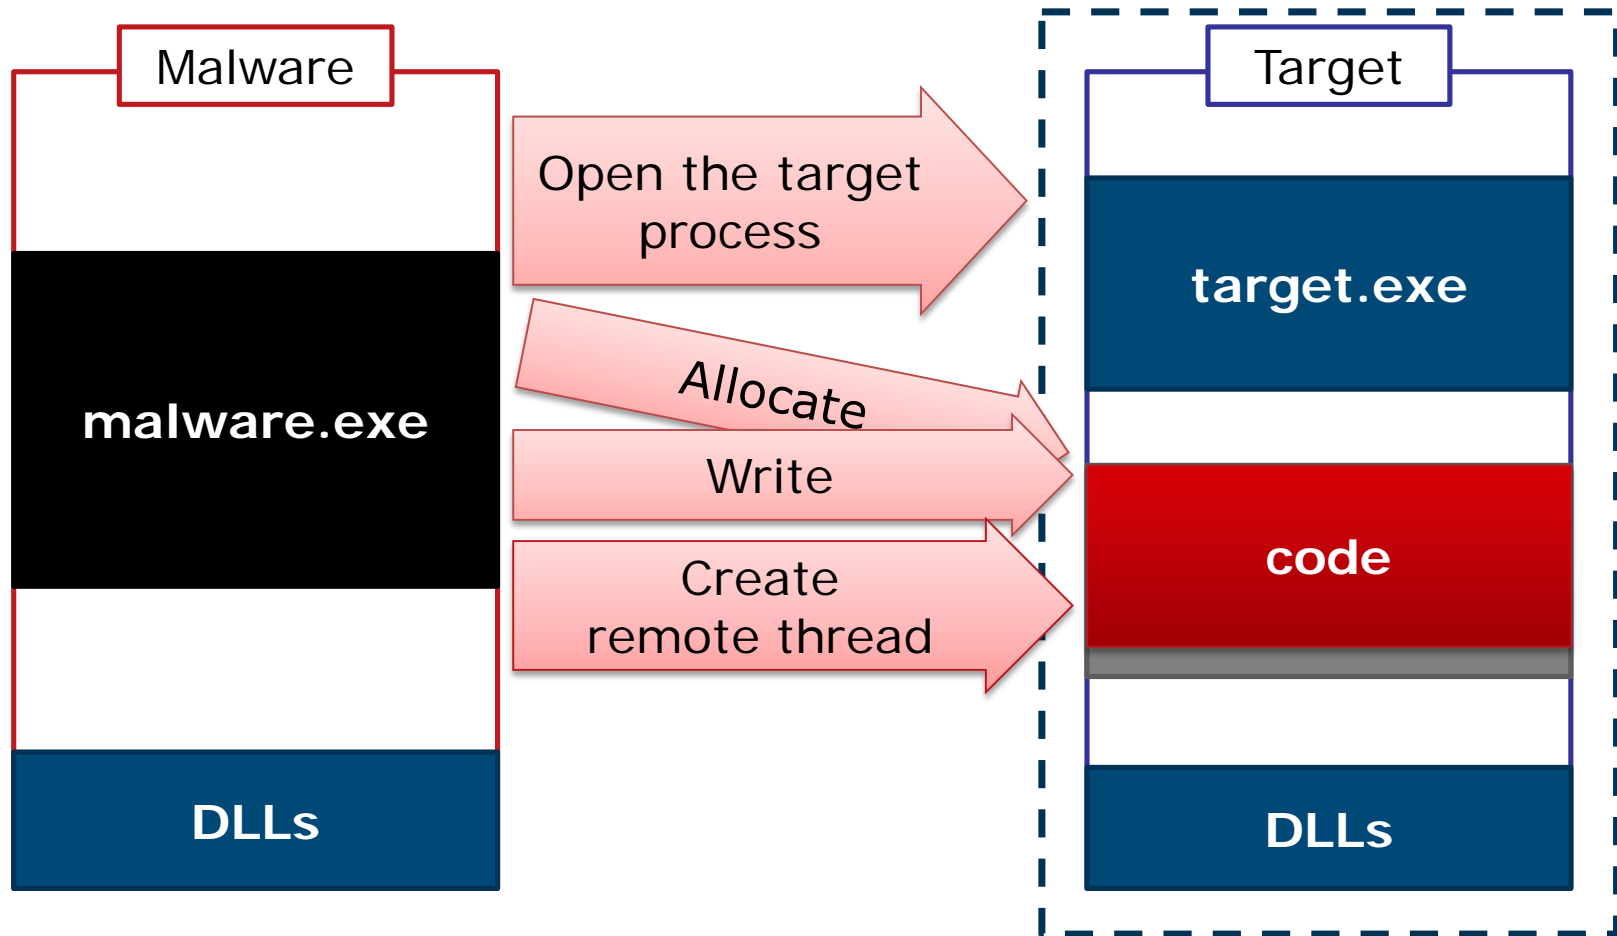 Malware
malware.exe
DLLs
Open the target
process
Allocate
Write
Create
remote thread
Target
target.exe
code
DLLs